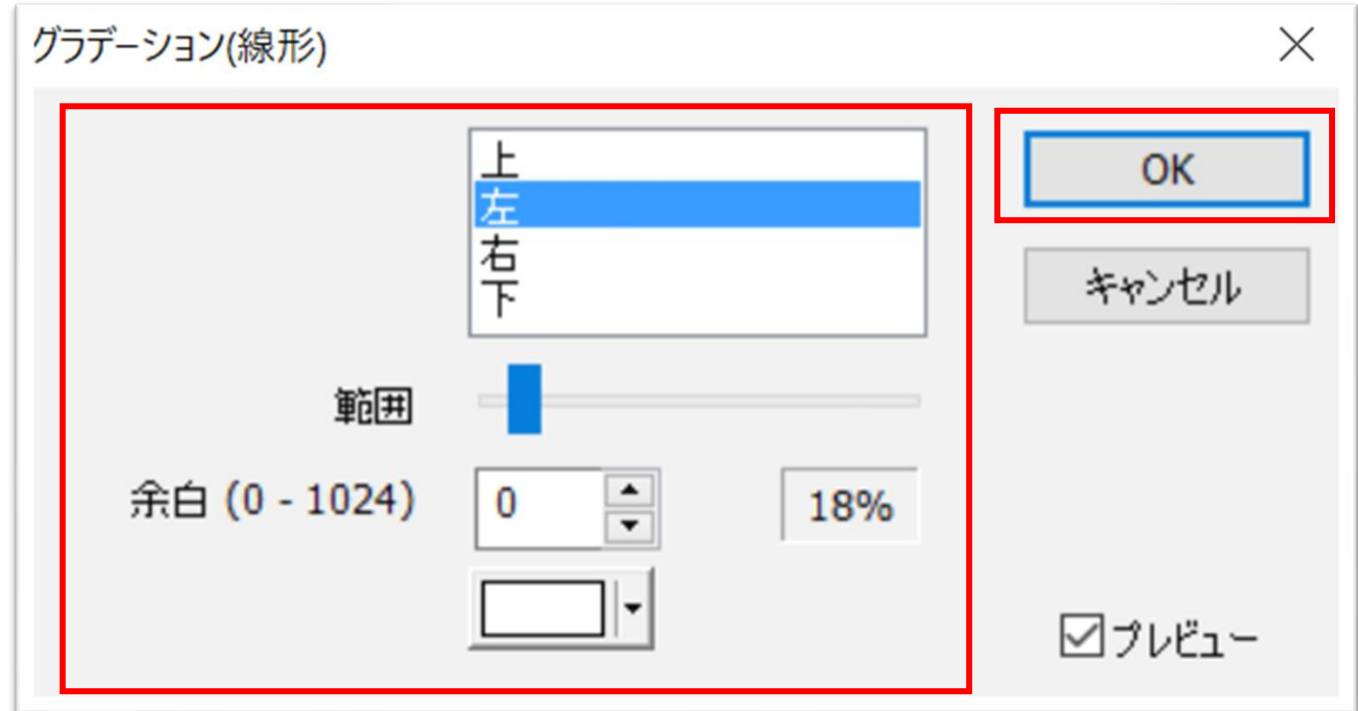 グラデーション(線形)
上
左
右
下
範囲
余白 (0 - 1024)
0
18%
OK
キャンセル
プレビュー